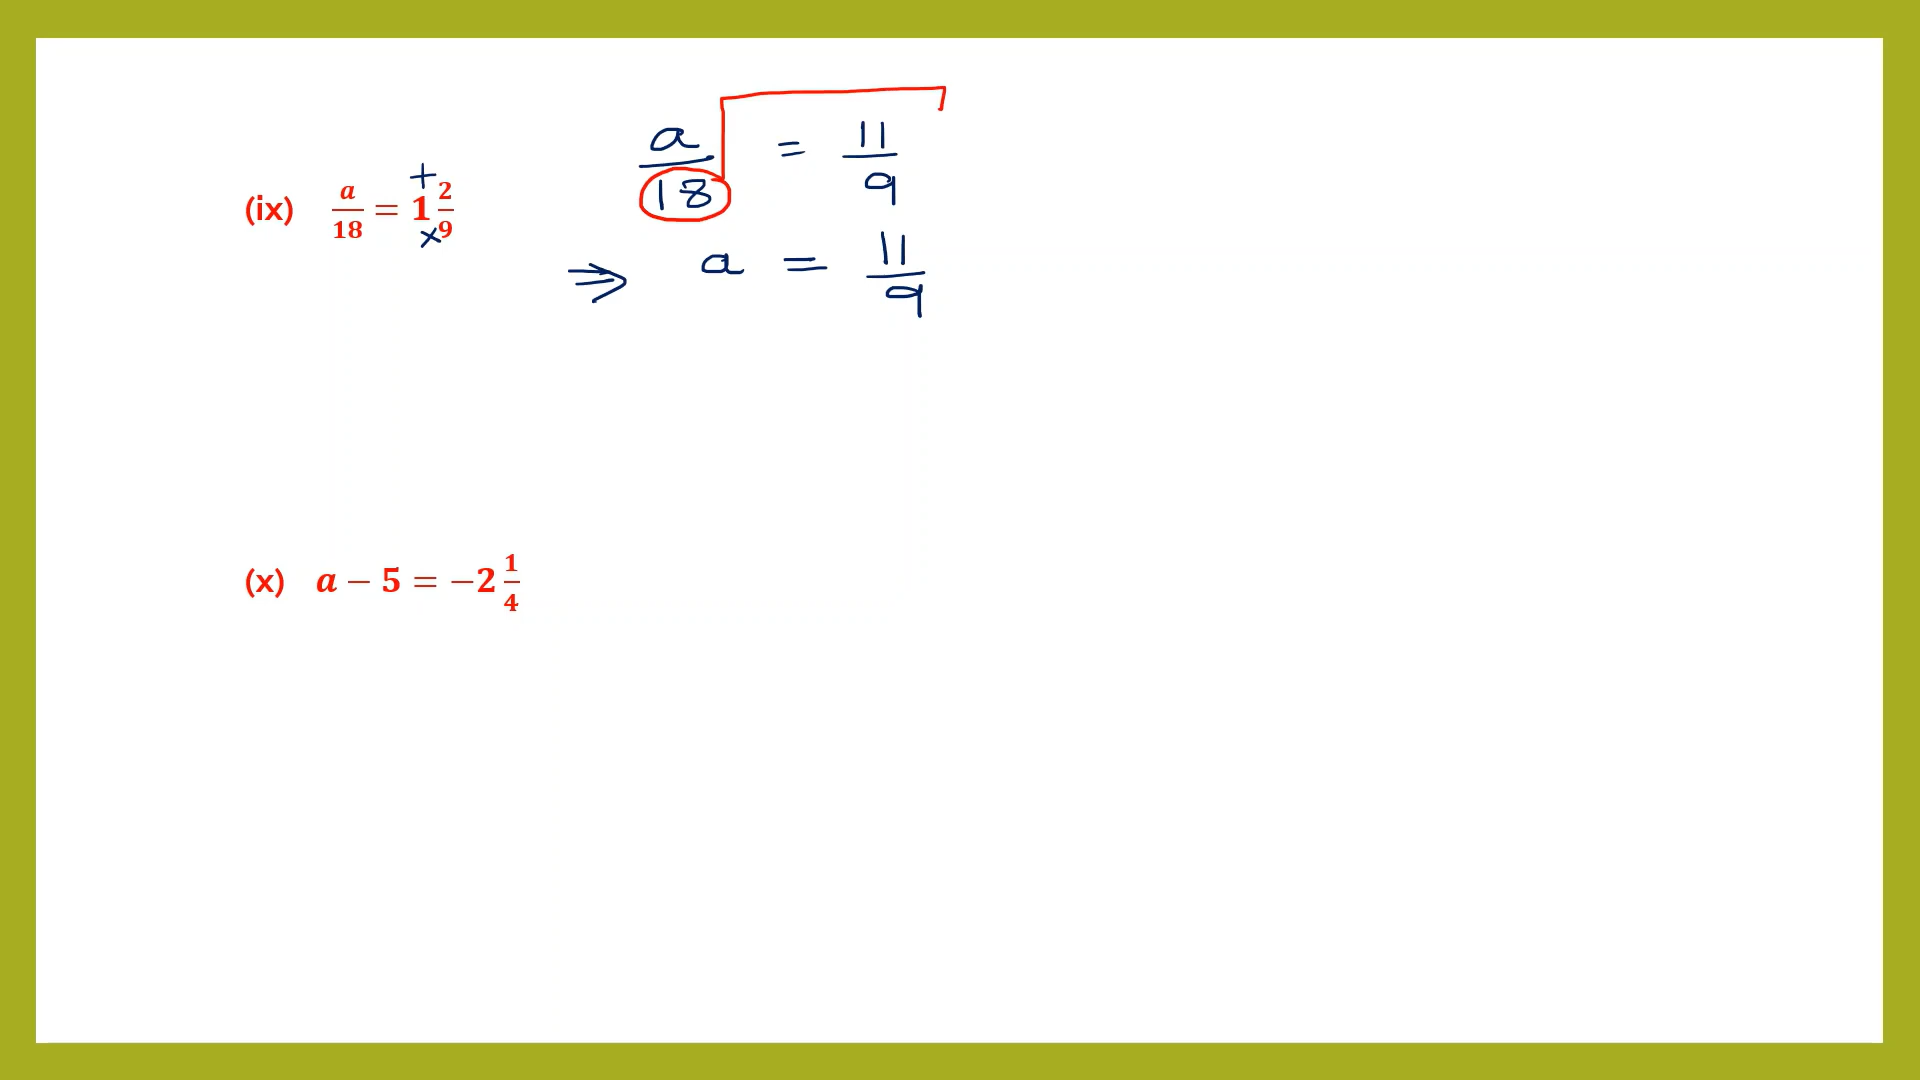 (ix) a/18 = 1 2/9
+
×
a/18 = 11/9
⇒ a = 11/9
(x) a − 5 = −2 1/4